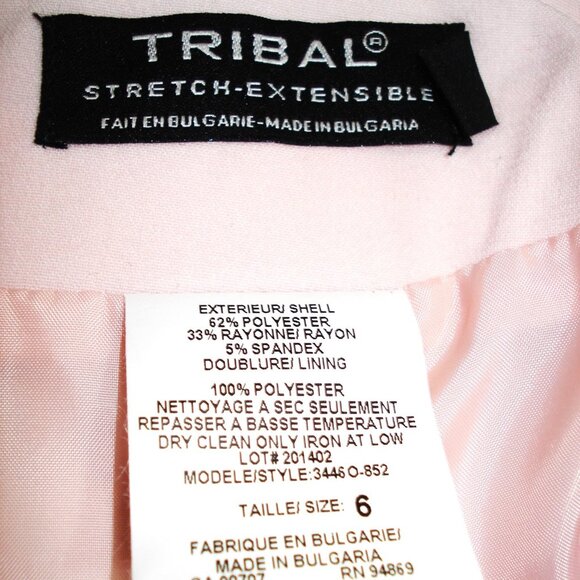 TRIBAL®
STRETCH-EXTENSIBLE
FAIT EN BULGARIE-MADE IN BULGARIA
EXTERIEUR/ SHELL
62% POLYESTER
33% RAYONNE/ RAYON
5% SPANDEX
DOUBLURE/ LINING
100% POLYESTER
NETTOYAGE A SEC SEULEMENT
REPASSER A BASSE TEMPERATURE
DRY CLEAN ONLY IRON AT LOW
LOT# 201402
MODELE/STYLE:3446O-852
TAILLE/ SIZE: 6
FABRIQUE EN BULGARIE/
MADE IN BULGARIA
RN 94869